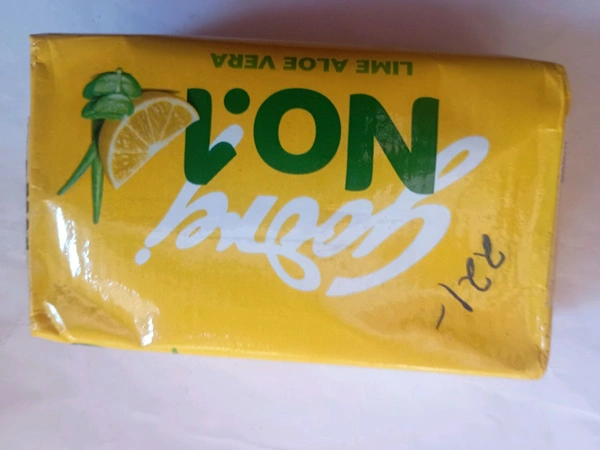 Godrej
NO.1
LIME ALOE VERA
22/-